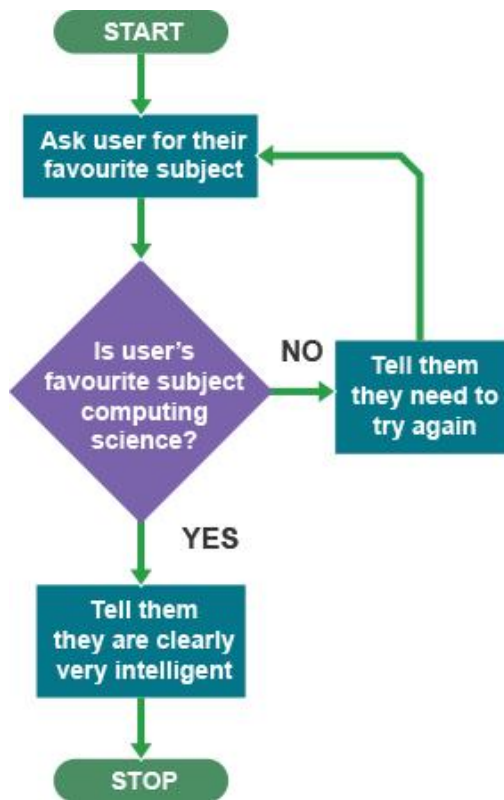 START
Ask user for their
favourite subject
Is user's
favourite subject
computing
science?
NO
Tell them
they need to
try again
YES
Tell them
they are clearly
very intelligent
STOP